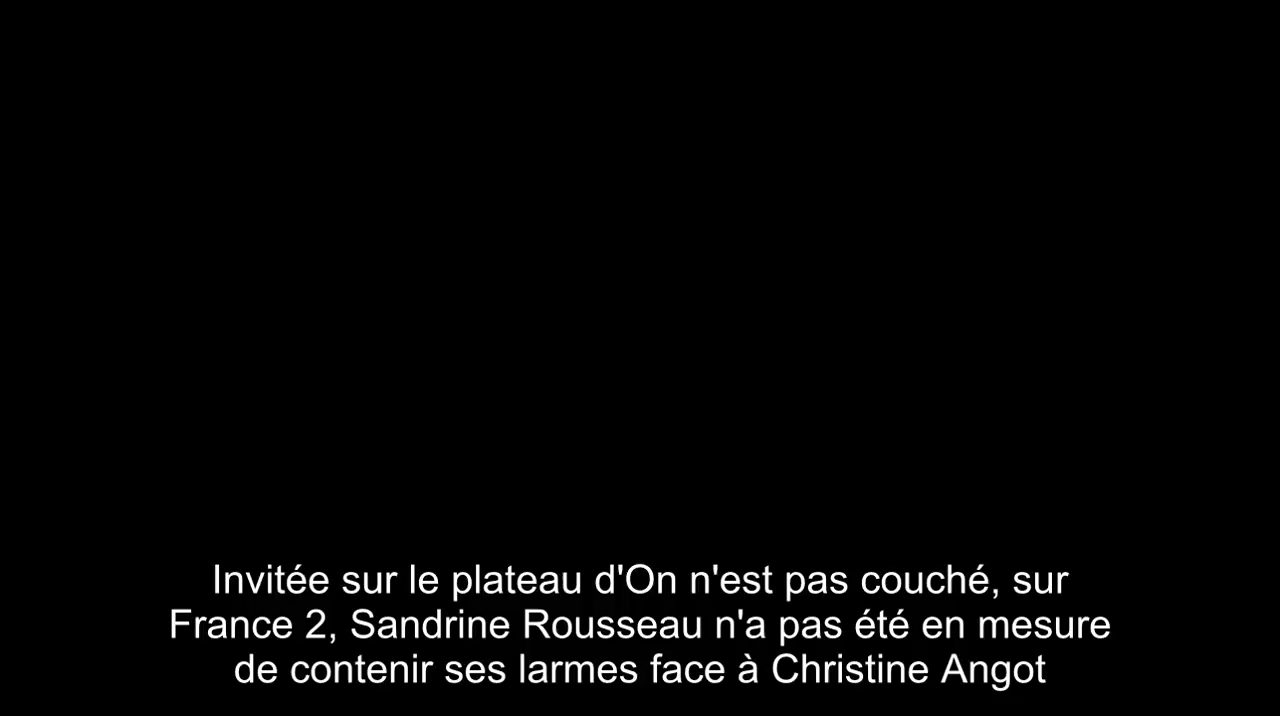 Invitée sur le plateau d'On n'est pas couché, sur
France 2, Sandrine Rousseau n'a pas été en mesure
de contenir ses larmes face à Christine Angot